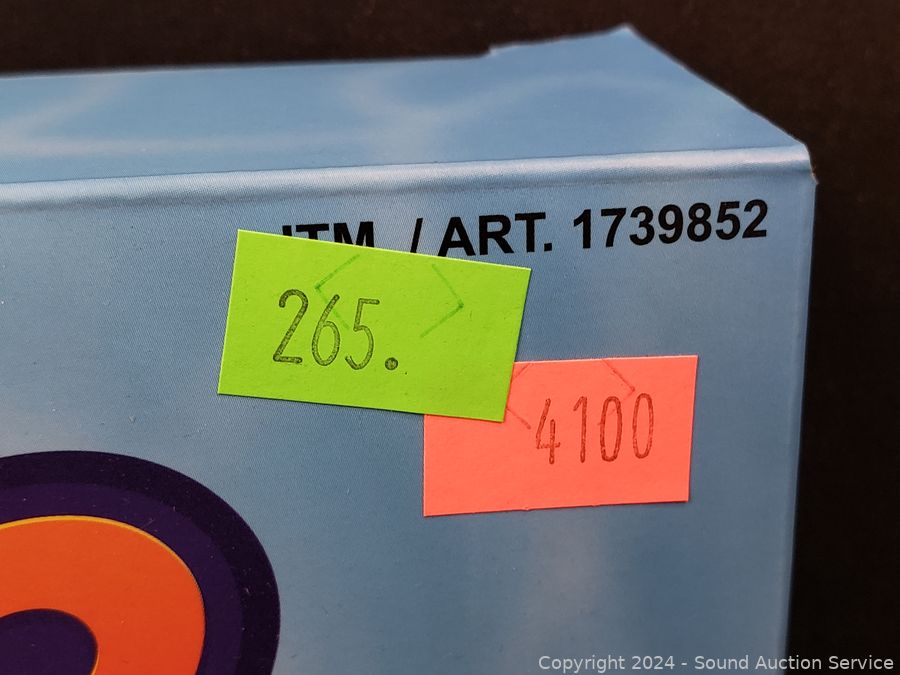 ITM. / ART. 1739852
265.
4100
Copyright 2024 - Sound Auction Service